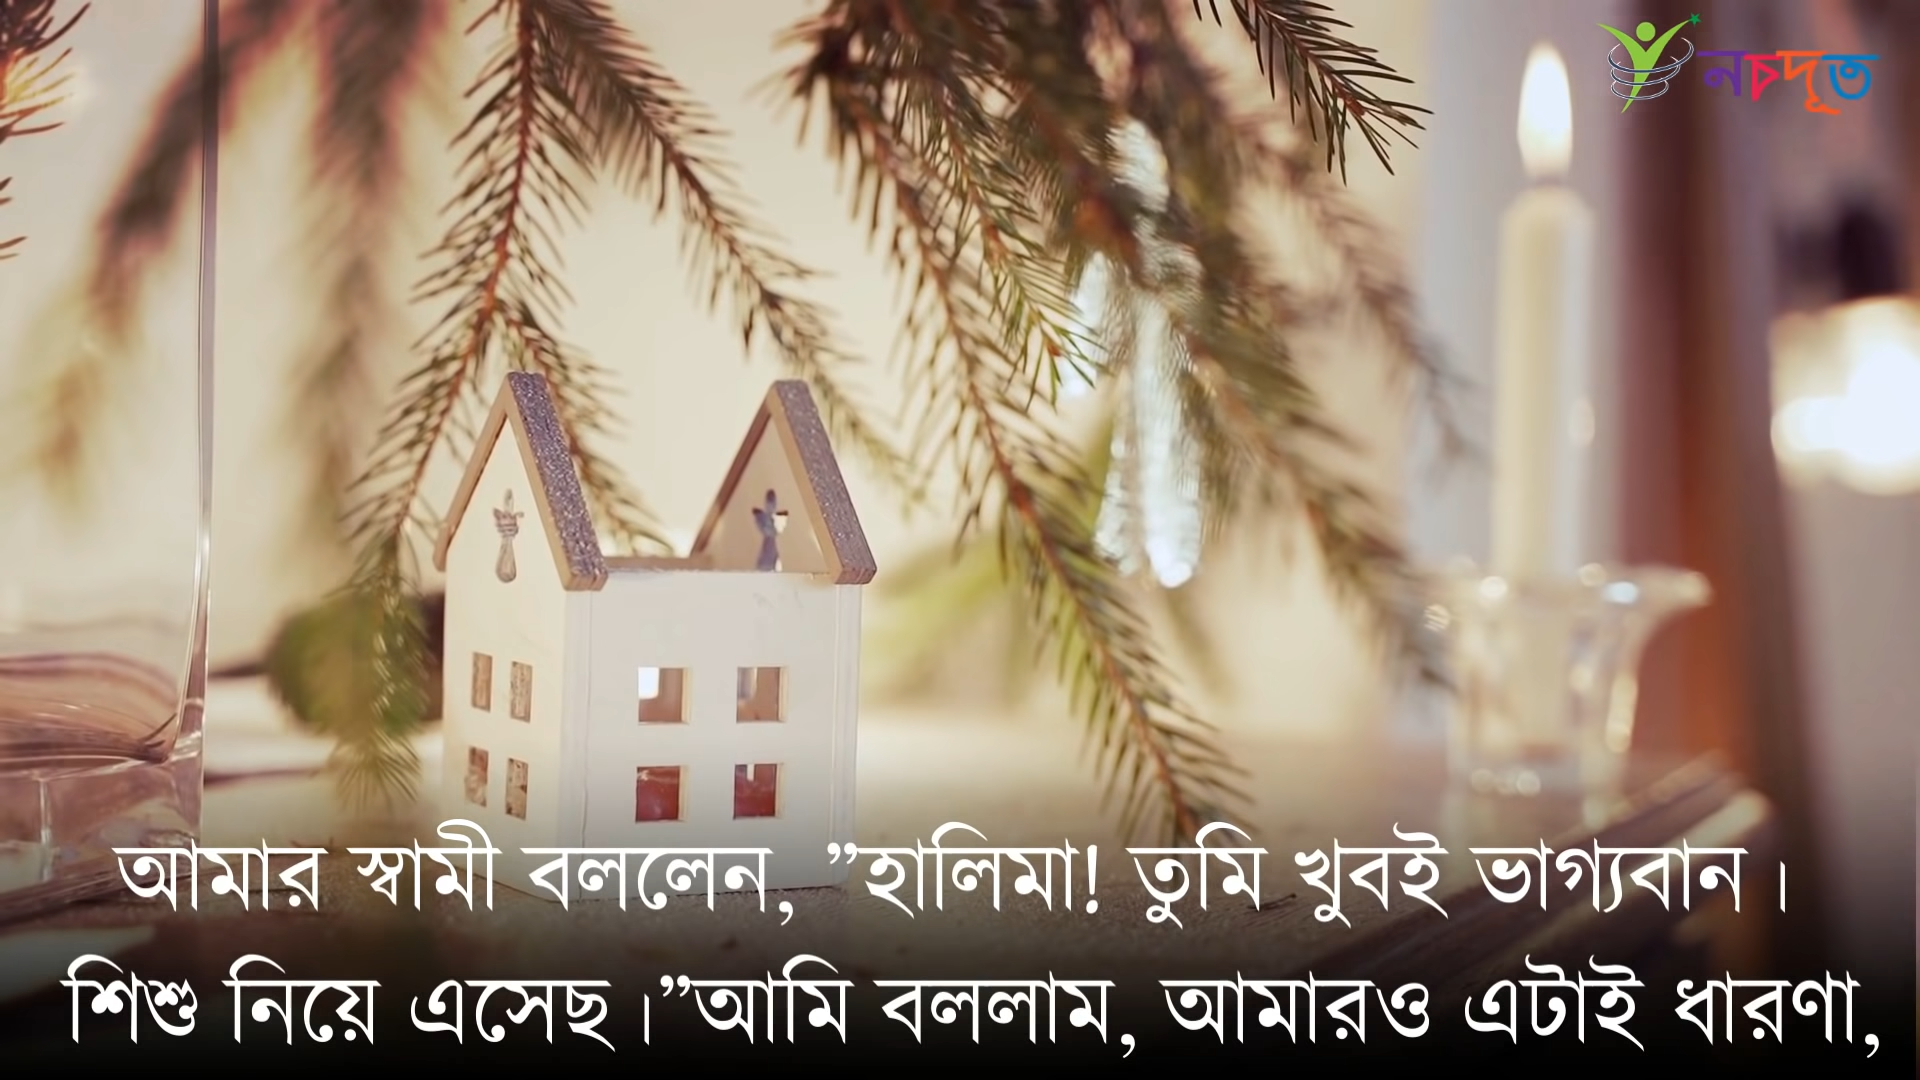 নচদূত
আমার স্বামী বললেন, ”হালিমা! তুমি খুবই ভাগ্যবান।
শিশু নিয়ে এসেছ।”আমি বললাম, আমারও এটাই ধারণা,